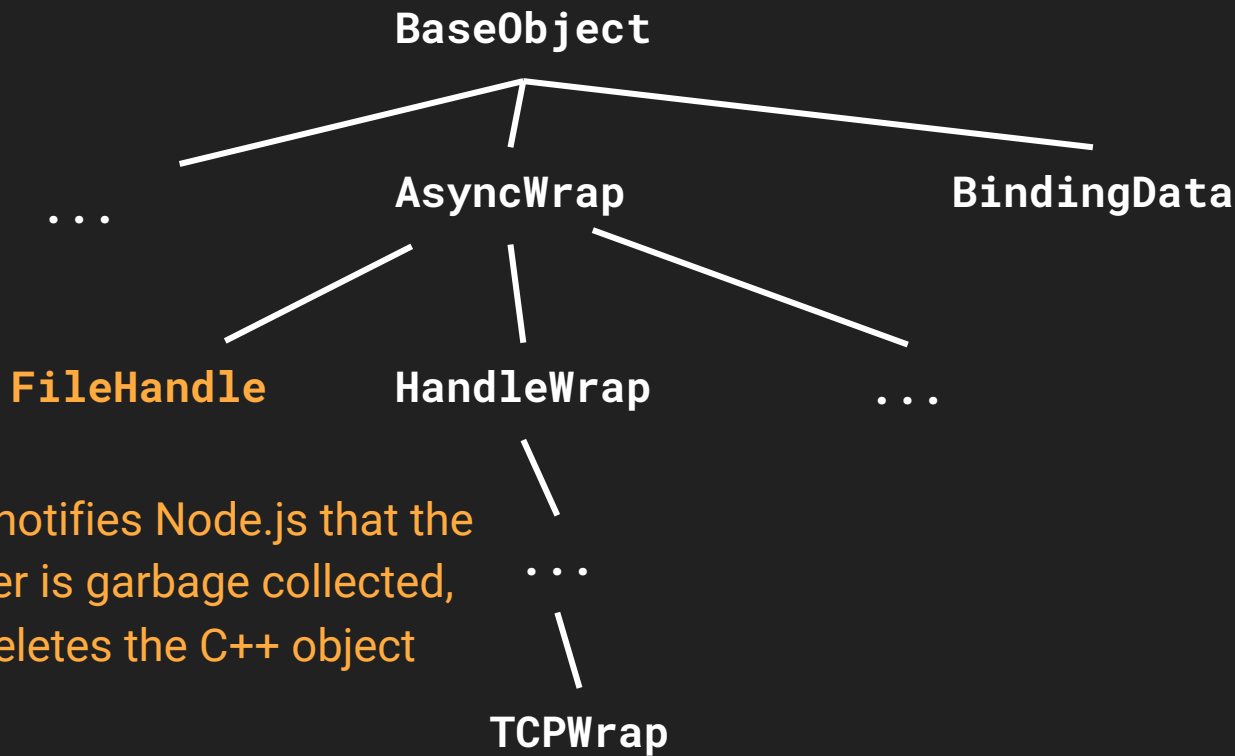 BaseObject
... AsyncWrap BindingData
FileHandle HandleWrap ...
notifies Node.js that the
er is garbage collected,
...
eletes the C++ object
TCPWrap